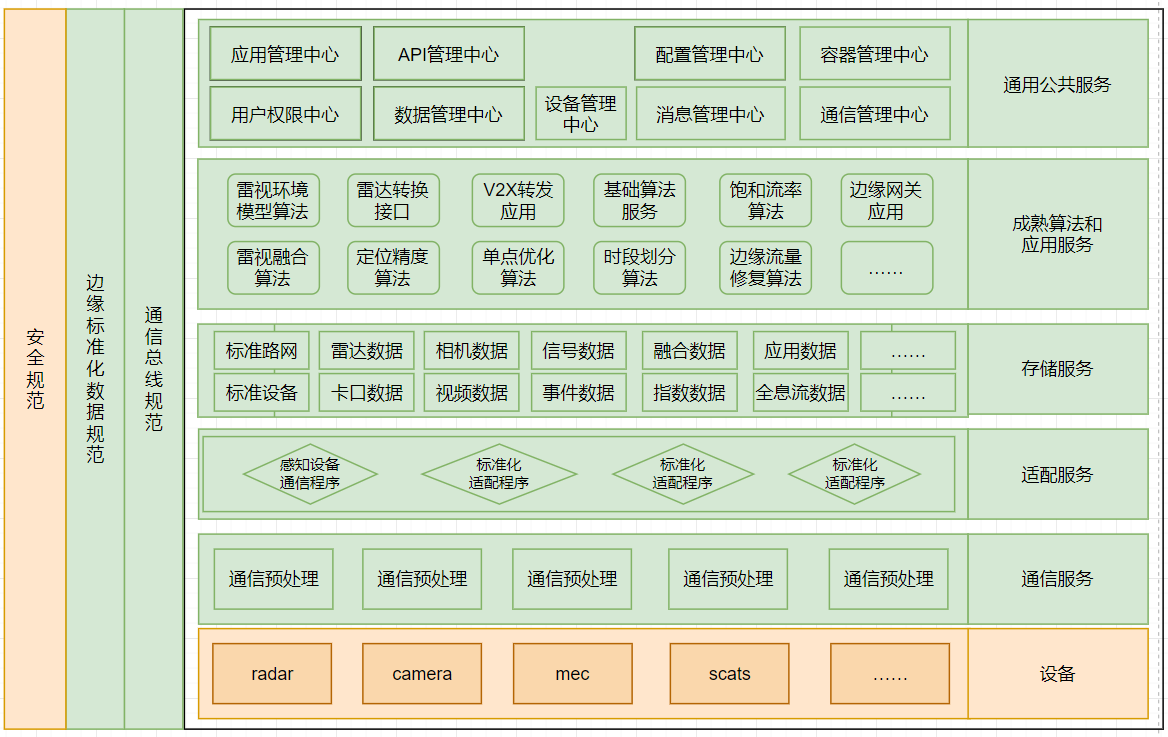 安全规范
边缘标准化数据规范
通信总线规范
应用管理中心
API管理中心
配置管理中心
容器管理中心
用户权限中心
数据管理中心
设备管理
中心
消息管理中心
通信管理中心
通用公共服务
雷视环境
模型算法
雷达转换
接口
V2X转发
应用
基础算法
服务
饱和流率
算法
边缘网关
应用
雷视融合
算法
定位精度
算法
单点优化
算法
时段划分
算法
边缘流量
修复算法
……
成熟算法和
应用服务
标准路网
雷达数据
相机数据
信号数据
融合数据
应用数据
……
标准设备
卡口数据
视频数据
事件数据
指数数据
全息流数据
……
存储服务
感知设备
通信程序
标准化
适配程序
标准化
适配程序
标准化
适配程序
适配服务
通信预处理
通信预处理
通信预处理
通信预处理
通信预处理
通信服务
radar
camera
mec
scats
……
设备